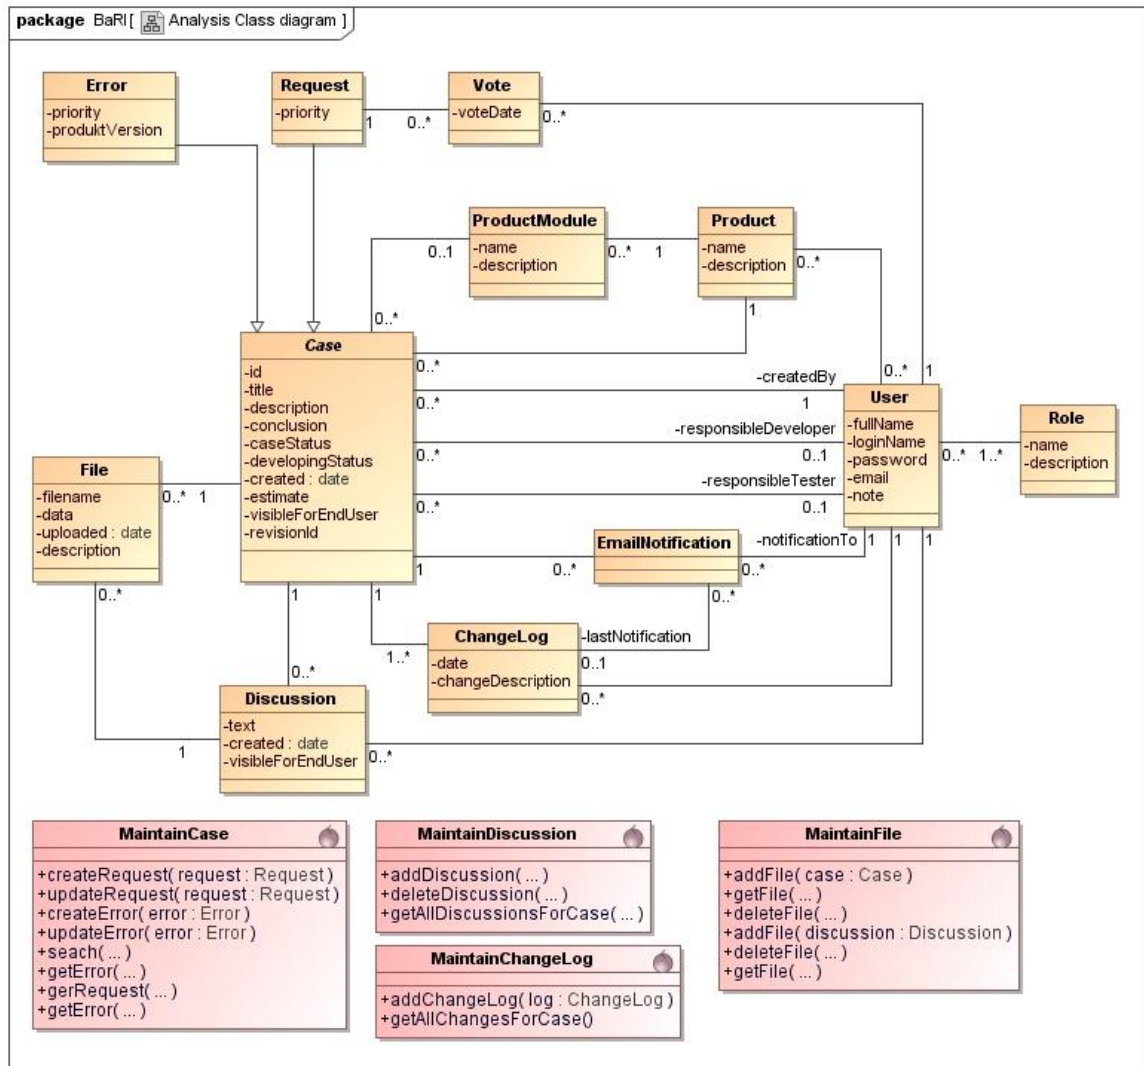 package BaRI[ Analysis Class diagram ]
Error
-priority
-produktVersion
Request
-priority
1
0..*
Vote
-voteDate
0..*
ProductModule
-name
-description
0..1
0..*
1
Product
-name
-description
0..*
1
0..*
0..*
Case
-id
-title
-description
-conclusion
-caseStatus
-developingStatus
-created : date
-estimate
-visibleForEndUser
-revisionId
0..*
-createdBy
0..*
1
-responsibleDeveloper
0..*
0..1
-responsibleTester
0..*
0..1
1
User
-fullName
-loginName
-password
-email
-note
0..*
1..*
Role
-name
-description
File
-filename
-data
-uploaded : date
-description
0..*
1
0..*
EmailNotification
-notificationTo
1
0..*
0..*
1
1
1
0..*
1
1
ChangeLog
-date
-changeDescription
-lastNotification
1..*
0..1
0..*
0..*
Discussion
-text
-created : date
-visibleForEndUser
1
0..*
MaintainCase
+createRequest( request : Request )
+updateRequest( request : Request )
+createError( error : Error )
+updateError( error : Error )
+seach( ... )
+getError( ... )
+gerRequest( ... )
+getError( ... )
MaintainDiscussion
+addDiscussion( ... )
+deleteDiscussion( ... )
+getAllDiscussionsForCase( ... )
MaintainChangeLog
+addChangeLog( log : ChangeLog )
+getAllChangesForCase()
MaintainFile
+addFile( case : Case )
+getFile( ... )
+deleteFile( ... )
+addFile( discussion : Discussion )
+deleteFile( ... )
+getFile( ... )